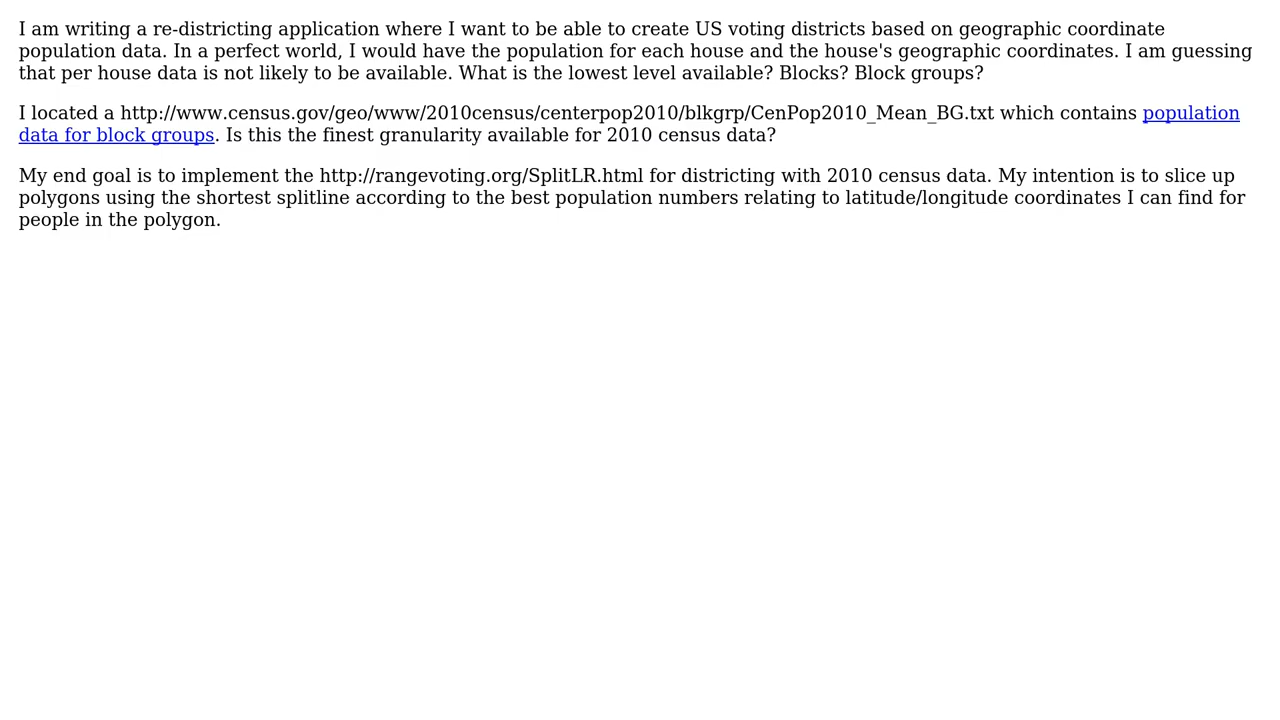 I am writing a re-districting application where I want to be able to create US voting districts based on geographic coordinate
population data. In a perfect world, I would have the population for each house and the house's geographic coordinates. I am guessing
that per house data is not likely to be available. What is the lowest level available? Blocks? Block groups?
I located a http://www.census.gov/geo/www/2010census/centerpop2010/blkgrp/CenPop2010_Mean_BG.txt which contains population
data for block groups. Is this the finest granularity available for 2010 census data?
My end goal is to implement the http://rangevoting.org/SplitLR.html for districting with 2010 census data. My intention is to slice up
polygons using the shortest splitline according to the best population numbers relating to latitude/longitude coordinates I can find for
people in the polygon.